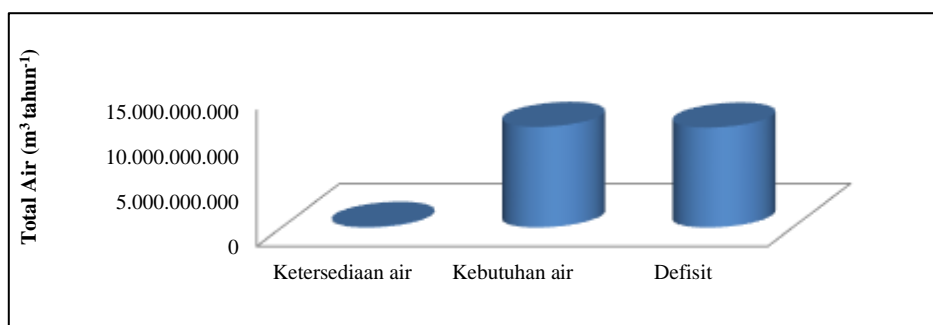 Total Air (m³ tahun⁻¹)
15.000.000.000
10.000.000.000
5.000.000.000
0
Ketersediaan air
Kebutuhan air
Defisit